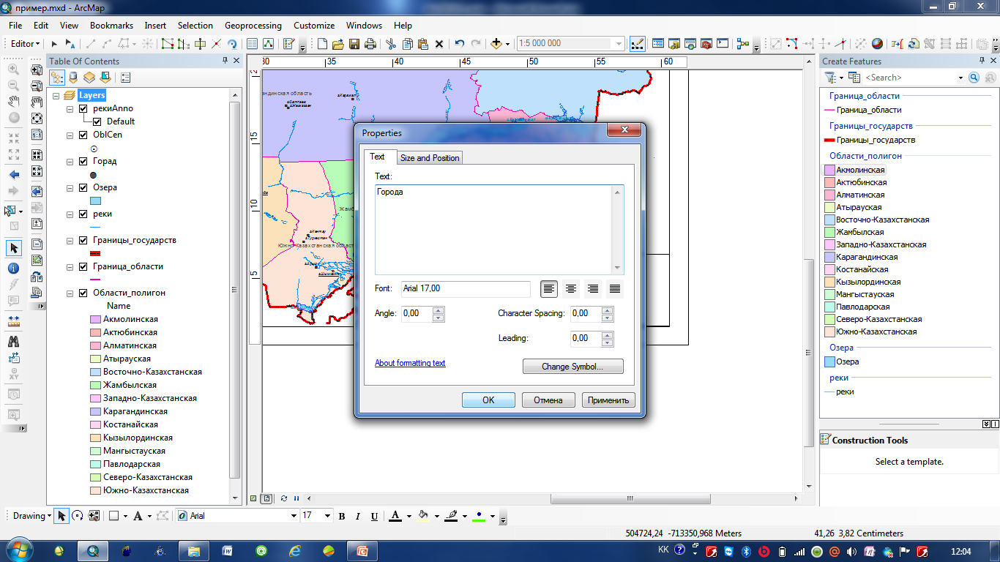 пример.mxd - ArcMap
File Edit View Bookmarks Insert Selection Geoprocessing Customize Windows Help
Editor
1:5 000 000
Table Of Contents
Layers
рекиAnno
Default
OblCen
Горад
Озера
реки
Границы_государств
Граница_области
Области_полигон
Name
Акмолинская
Актюбинская
Алматинская
Атырауская
Восточно-Казахстанская
Жамбылская
Западно-Казахстанская
Карагандинская
Костанайская
Кызылординская
Мангыстауская
Павлодарская
Северо-Казахстанская
Южно-Казахстанская
30 35 40 45 50 55 60
15
10
5
андинская область
Южно-Казахстанская област
Properties
Text
Size and Position
Text:
Города
Font:
Arial 17,00
Angle:
0,00
Character Spacing:
0,00
Leading:
0,00
About formatting text
Change Symbol...
OK
Отмена
Применить
Create Features
<Search>
Граница_области
Граница_области
Границы_государств
Границы_государств
Области_полигон
Акмолинская
Актюбинская
Алматинская
Атырауская
Восточно-Казахстанская
Жамбылская
Западно-Казахстанская
Карагандинская
Костанайская
Кызылординская
Мангыстауская
Павлодарская
Северо-Казахстанская
Южно-Казахстанская
Озера
Озера
реки
реки
Construction Tools
Select a template.
Drawing
A
Arial
17
B I U A
504724,24 -713350,968 Meters
41,26 3,82 Centimeters
KK
12:04